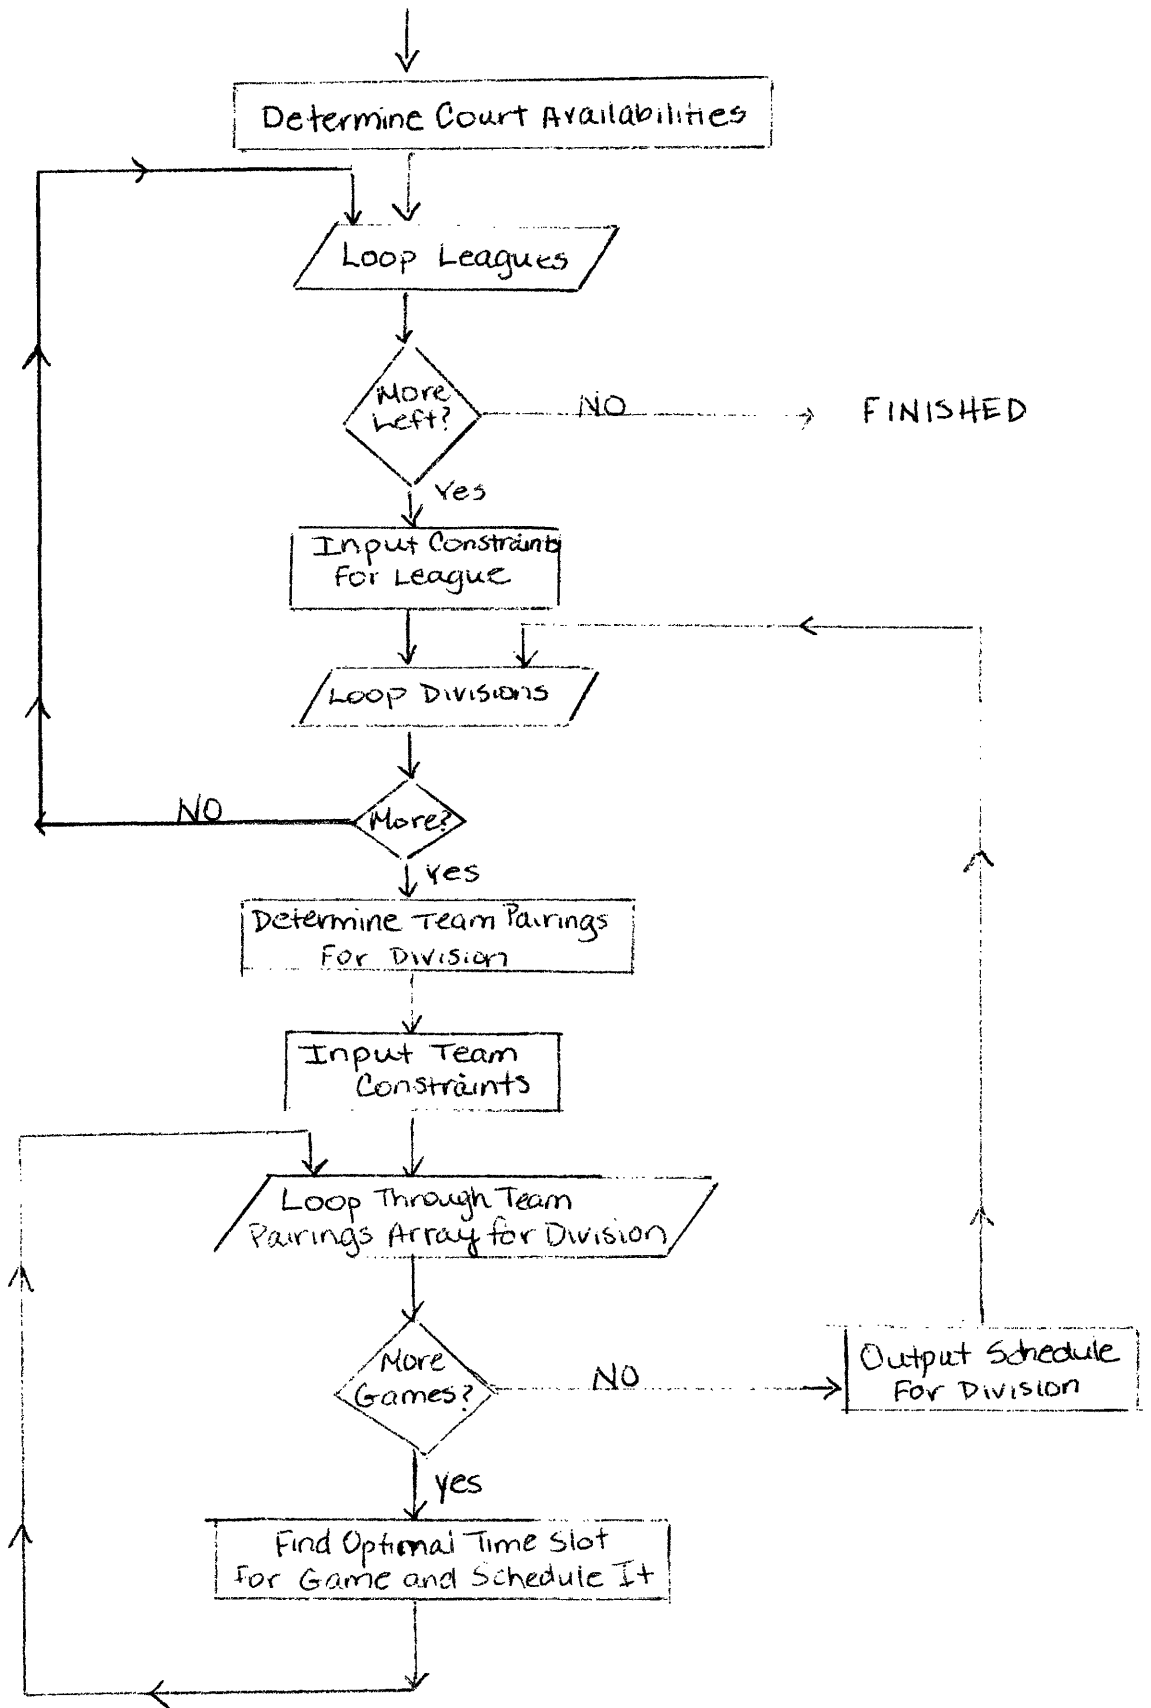 Determine Court Availabilities
Loop Leagues
More
Left?
NO
FINISHED
Yes
Input Constraints
For League
Loop Divisions
More?
NO
Yes
Determine Team Pairings
For Division
Input Team
Constraints
Loop Through Team
Pairings Array for Division
More
Games?
NO
Output Schedule
For Division
yes
Find Optimal Time Slot
For Game and Schedule It